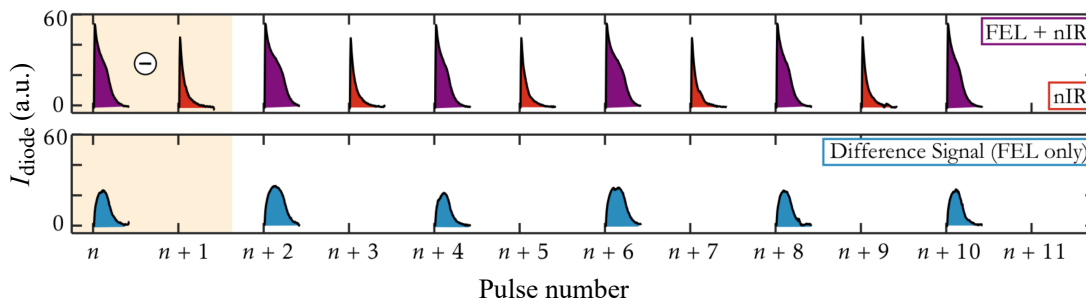 60
FEL + nIR
−
I_diode (a.u.)
0
nIR
60
Difference Signal (FEL only)
0
n
n + 1
n + 2
n + 3
n + 4
n + 5
n + 6
n + 7
n + 8
n + 9
n + 10
n + 11
Pulse number